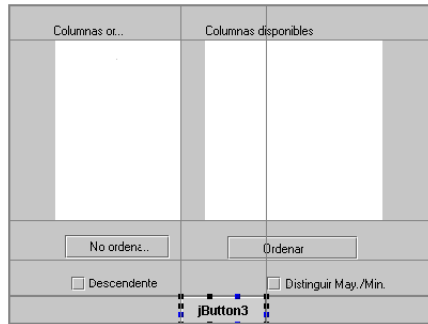 Columnas or... Columnas disponibles
No ordena... Ordenar
Descendente Distinguir May./Min.
jButton3